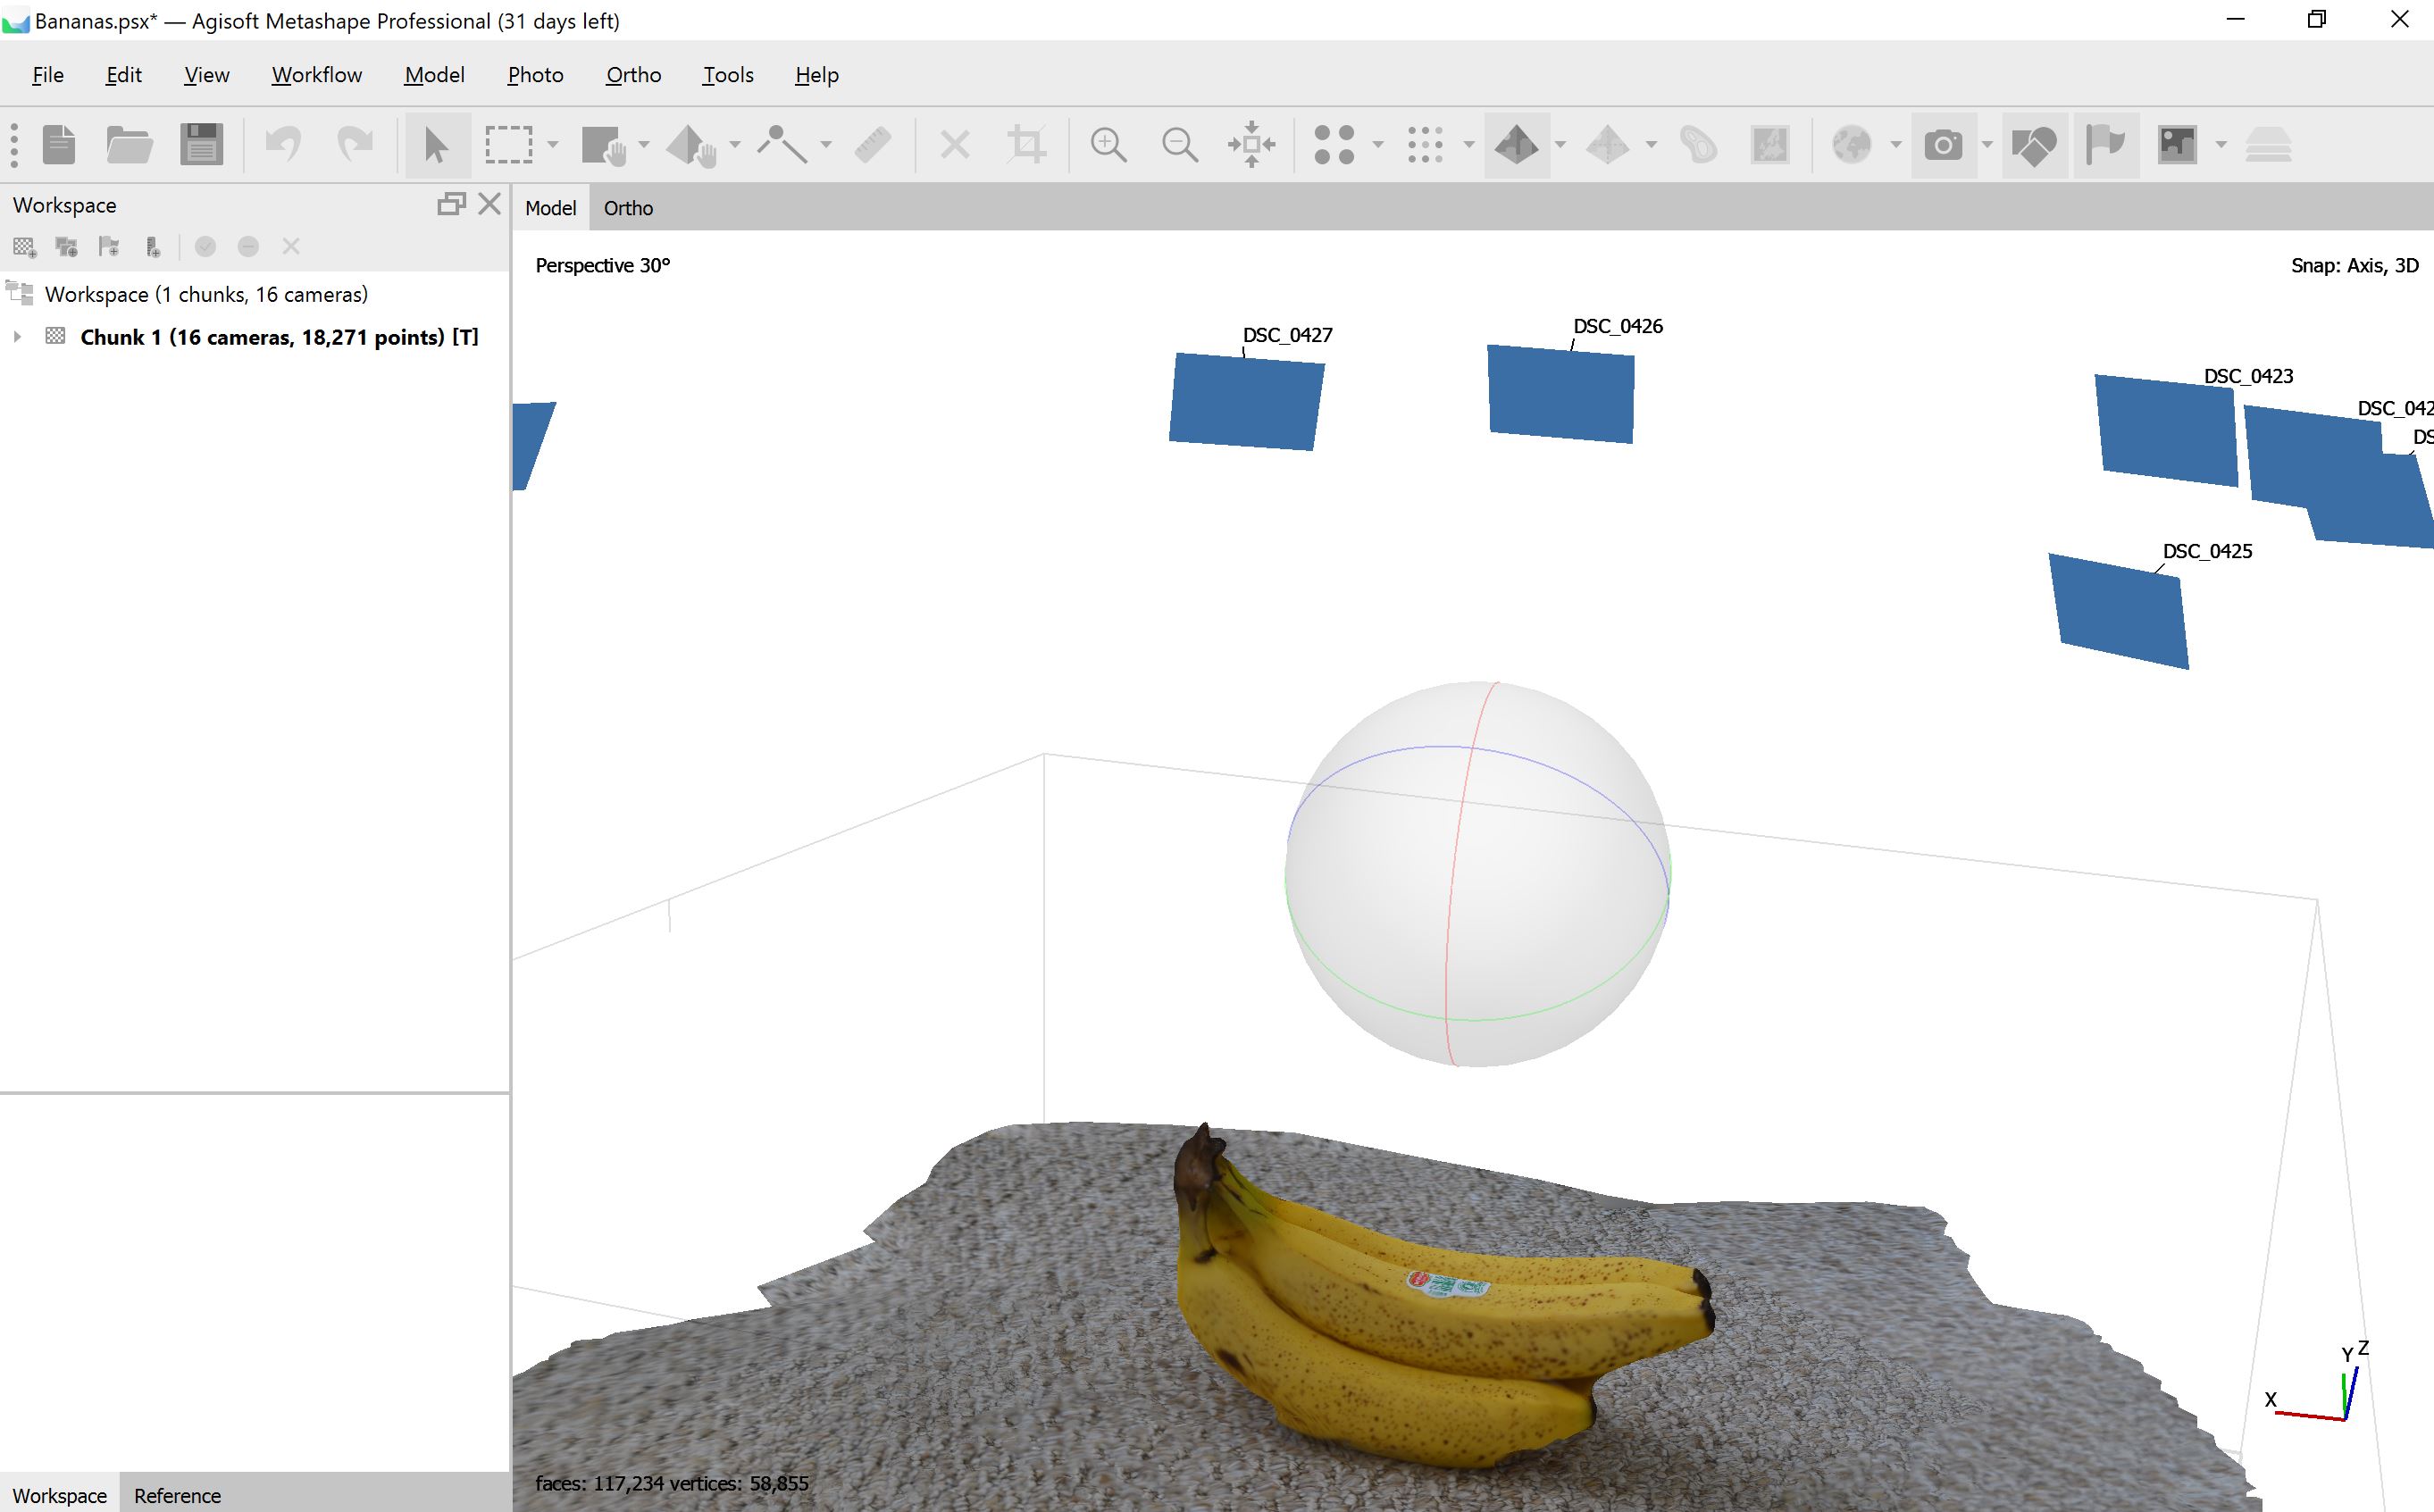 Bananas.psx* — Agisoft Metashape Professional (31 days left)
File Edit View Workflow Model Photo Ortho Tools Help
Workspace
Model Ortho
Workspace (1 chunks, 16 cameras)
Chunk 1 (16 cameras, 18,271 points) [T]
Perspective 30°
Snap: Axis, 3D
DSC_0427
DSC_0426
DSC_0423
DSC_042
DS
DSC_0425
Y Z
X
faces: 117,234 vertices: 58,855
Workspace Reference